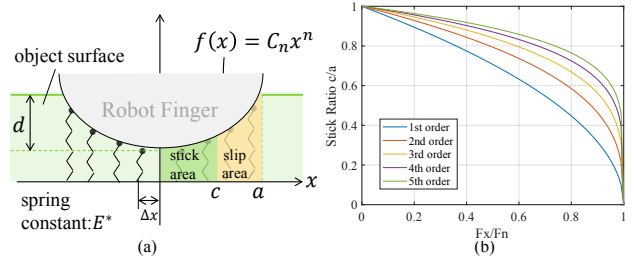 f(x) = Cₙxⁿ
object surface
Robot Finger
d
stick area
slip area
x
c
a
Δx
spring constant:E*
(a)
Stick Ratio c/a
1
0.8
0.6
0.4
0.2
0
1st order
2nd order
3rd order
4th order
5th order
0
0.2
0.4
0.6
0.8
1
Fx/Fn
(b)